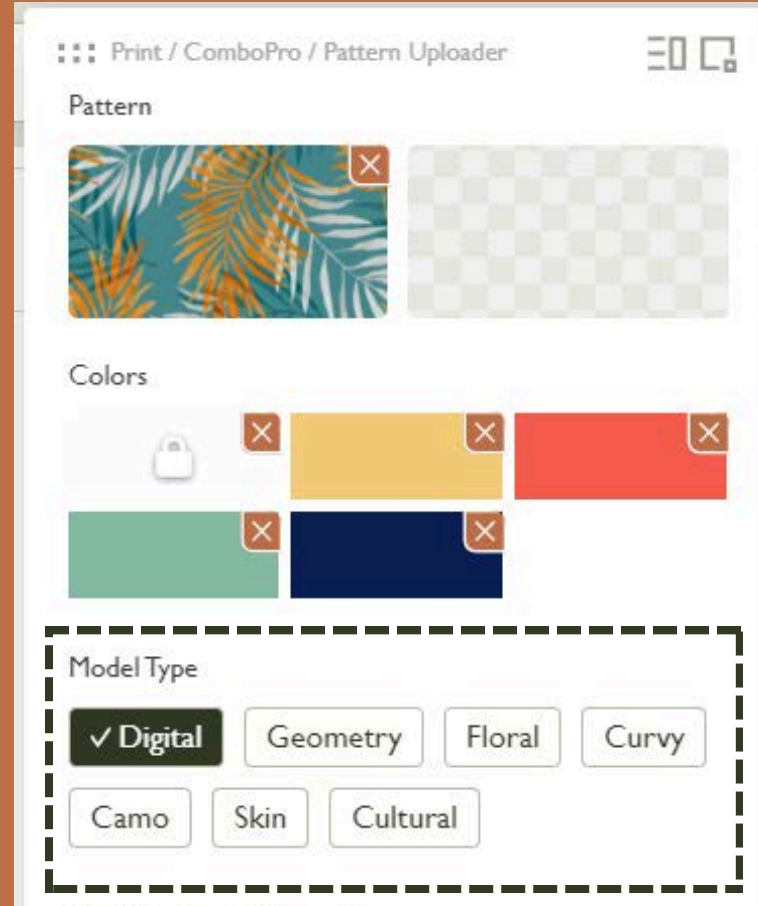 Print / ComboPro / Pattern Uploader
Pattern
Colors
Model Type
✓ Digital Geometry Floral Curvy
Camo Skin Cultural